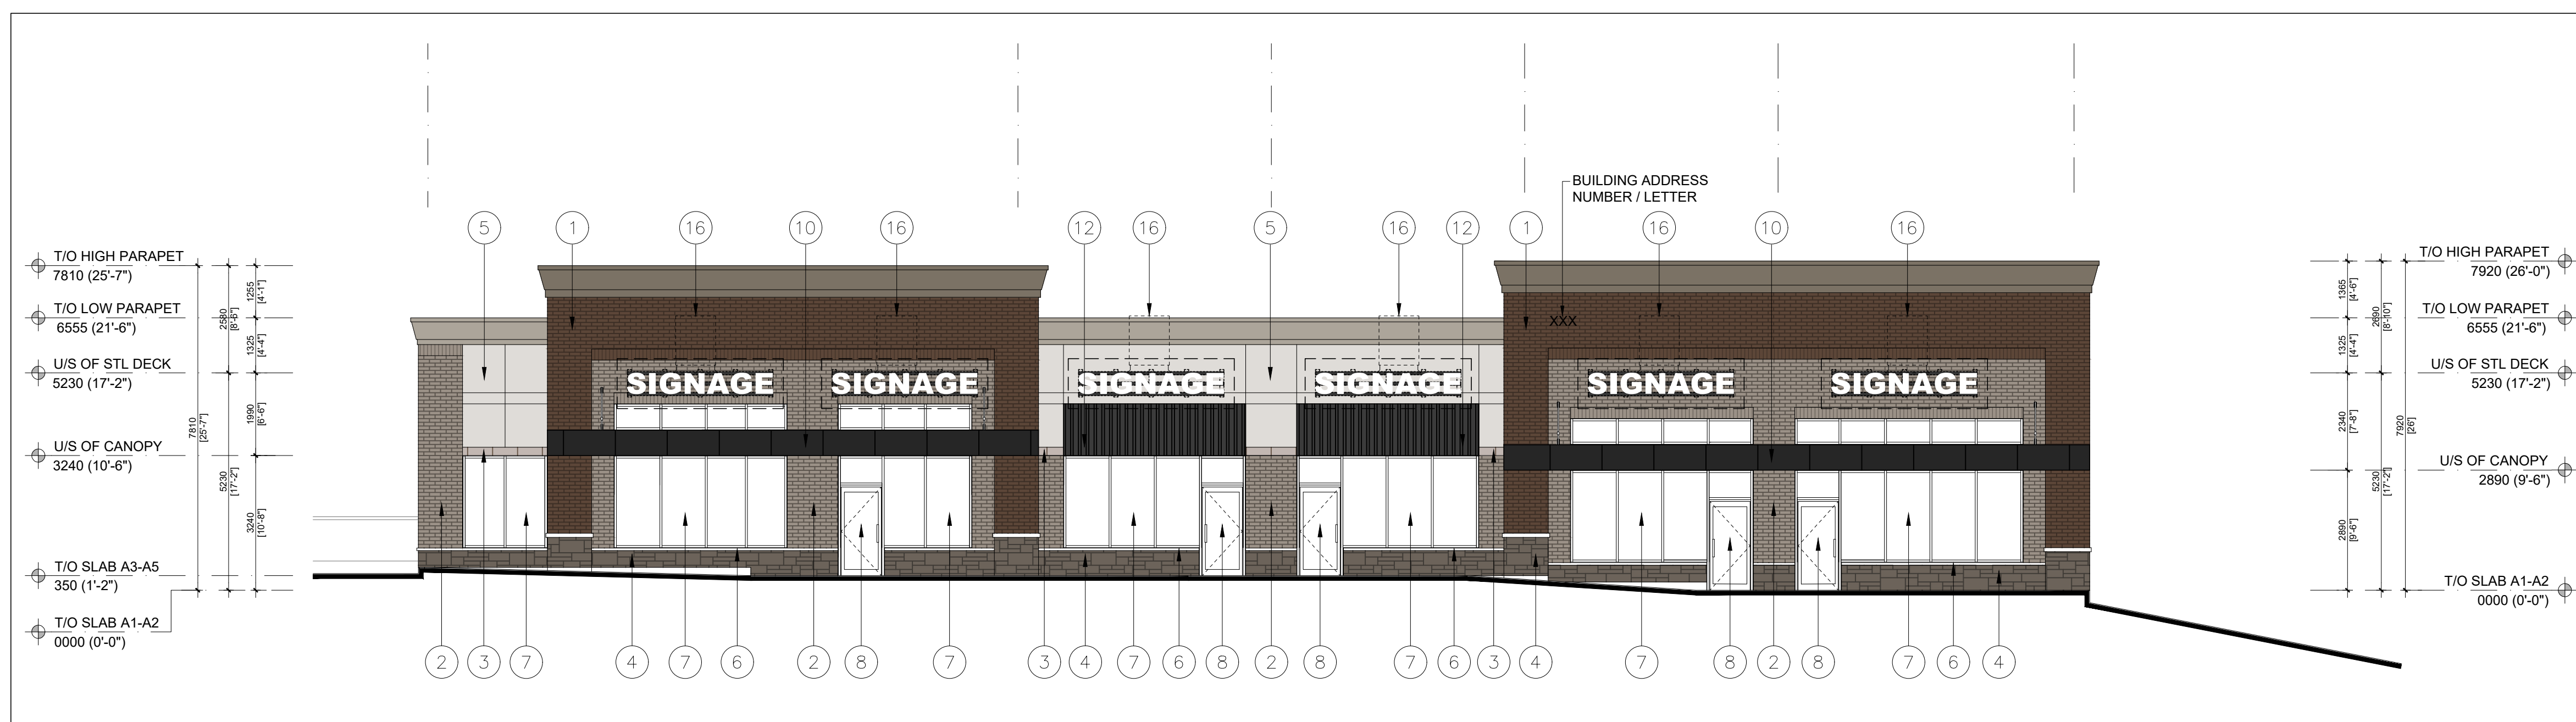 BUILDING ADDRESS
NUMBER / LETTER
5 1 16 10 16 12 16 5 16 12 1 16 10 16
T/O HIGH PARAPET
7810 (25'-7")
T/O LOW PARAPET
6555 (21'-6")
U/S OF STL DECK
5230 (17'-2")
U/S OF CANOPY
3240 (10'-6")
T/O SLAB A3-A5
350 (1'-2")
T/O SLAB A1-A2
0000 (0'-0")
7810
[25'-7"]
2580
[8'-6"]
5230
[17'-2"]
1255
[4'-1"]
1325
[4'-4"]
1990
[6'-6"]
3240
[10'-8"]
XXX
SIGNAGE SIGNAGE SIGNAGE SIGNAGE SIGNAGE SIGNAGE
1365
[4'-6"]
1325
[4'-4"]
2340
[7'-8"]
2890
[9'-6"]
2690
[8'-10"]
5230
[17'-2"]
7920
[26']
T/O HIGH PARAPET
7920 (26'-0")
T/O LOW PARAPET
6555 (21'-6")
U/S OF STL DECK
5230 (17'-2")
U/S OF CANOPY
2890 (9'-6")
T/O SLAB A1-A2
0000 (0'-0")
2 3 7 4 7 6 2 8 7 3 4 7 6 8 2 8 7 6 3 4 7 8 2 8 7 6 4